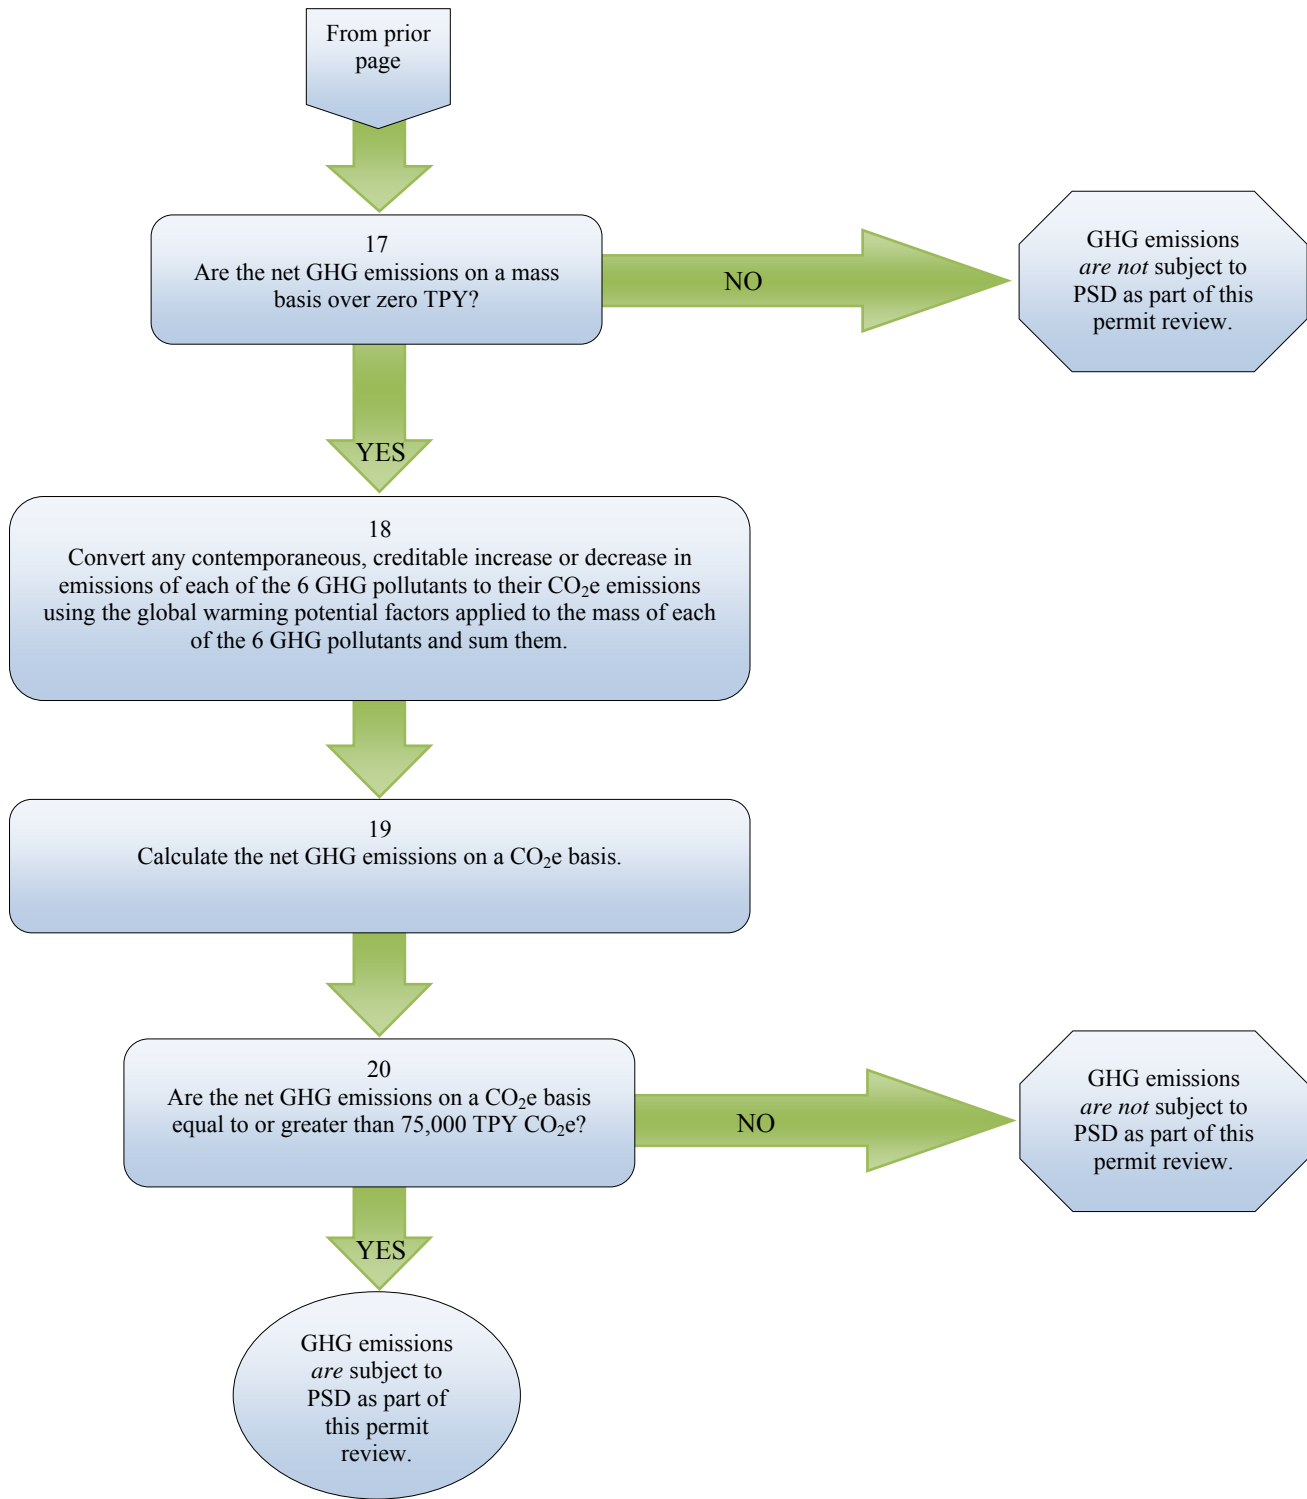 From prior
page
17
Are the net GHG emissions on a mass
basis over zero TPY?
NO
GHG emissions
are not subject to
PSD as part of this
permit review.
YES
18
Convert any contemporaneous, creditable increase or decrease in
emissions of each of the 6 GHG pollutants to their CO₂e emissions
using the global warming potential factors applied to the mass of each
of the 6 GHG pollutants and sum them.
19
Calculate the net GHG emissions on a CO₂e basis.
20
Are the net GHG emissions on a CO₂e basis
equal to or greater than 75,000 TPY CO₂e?
NO
GHG emissions
are not subject to
PSD as part of this
permit review.
YES
GHG emissions
are subject to
PSD as part of
this permit
review.